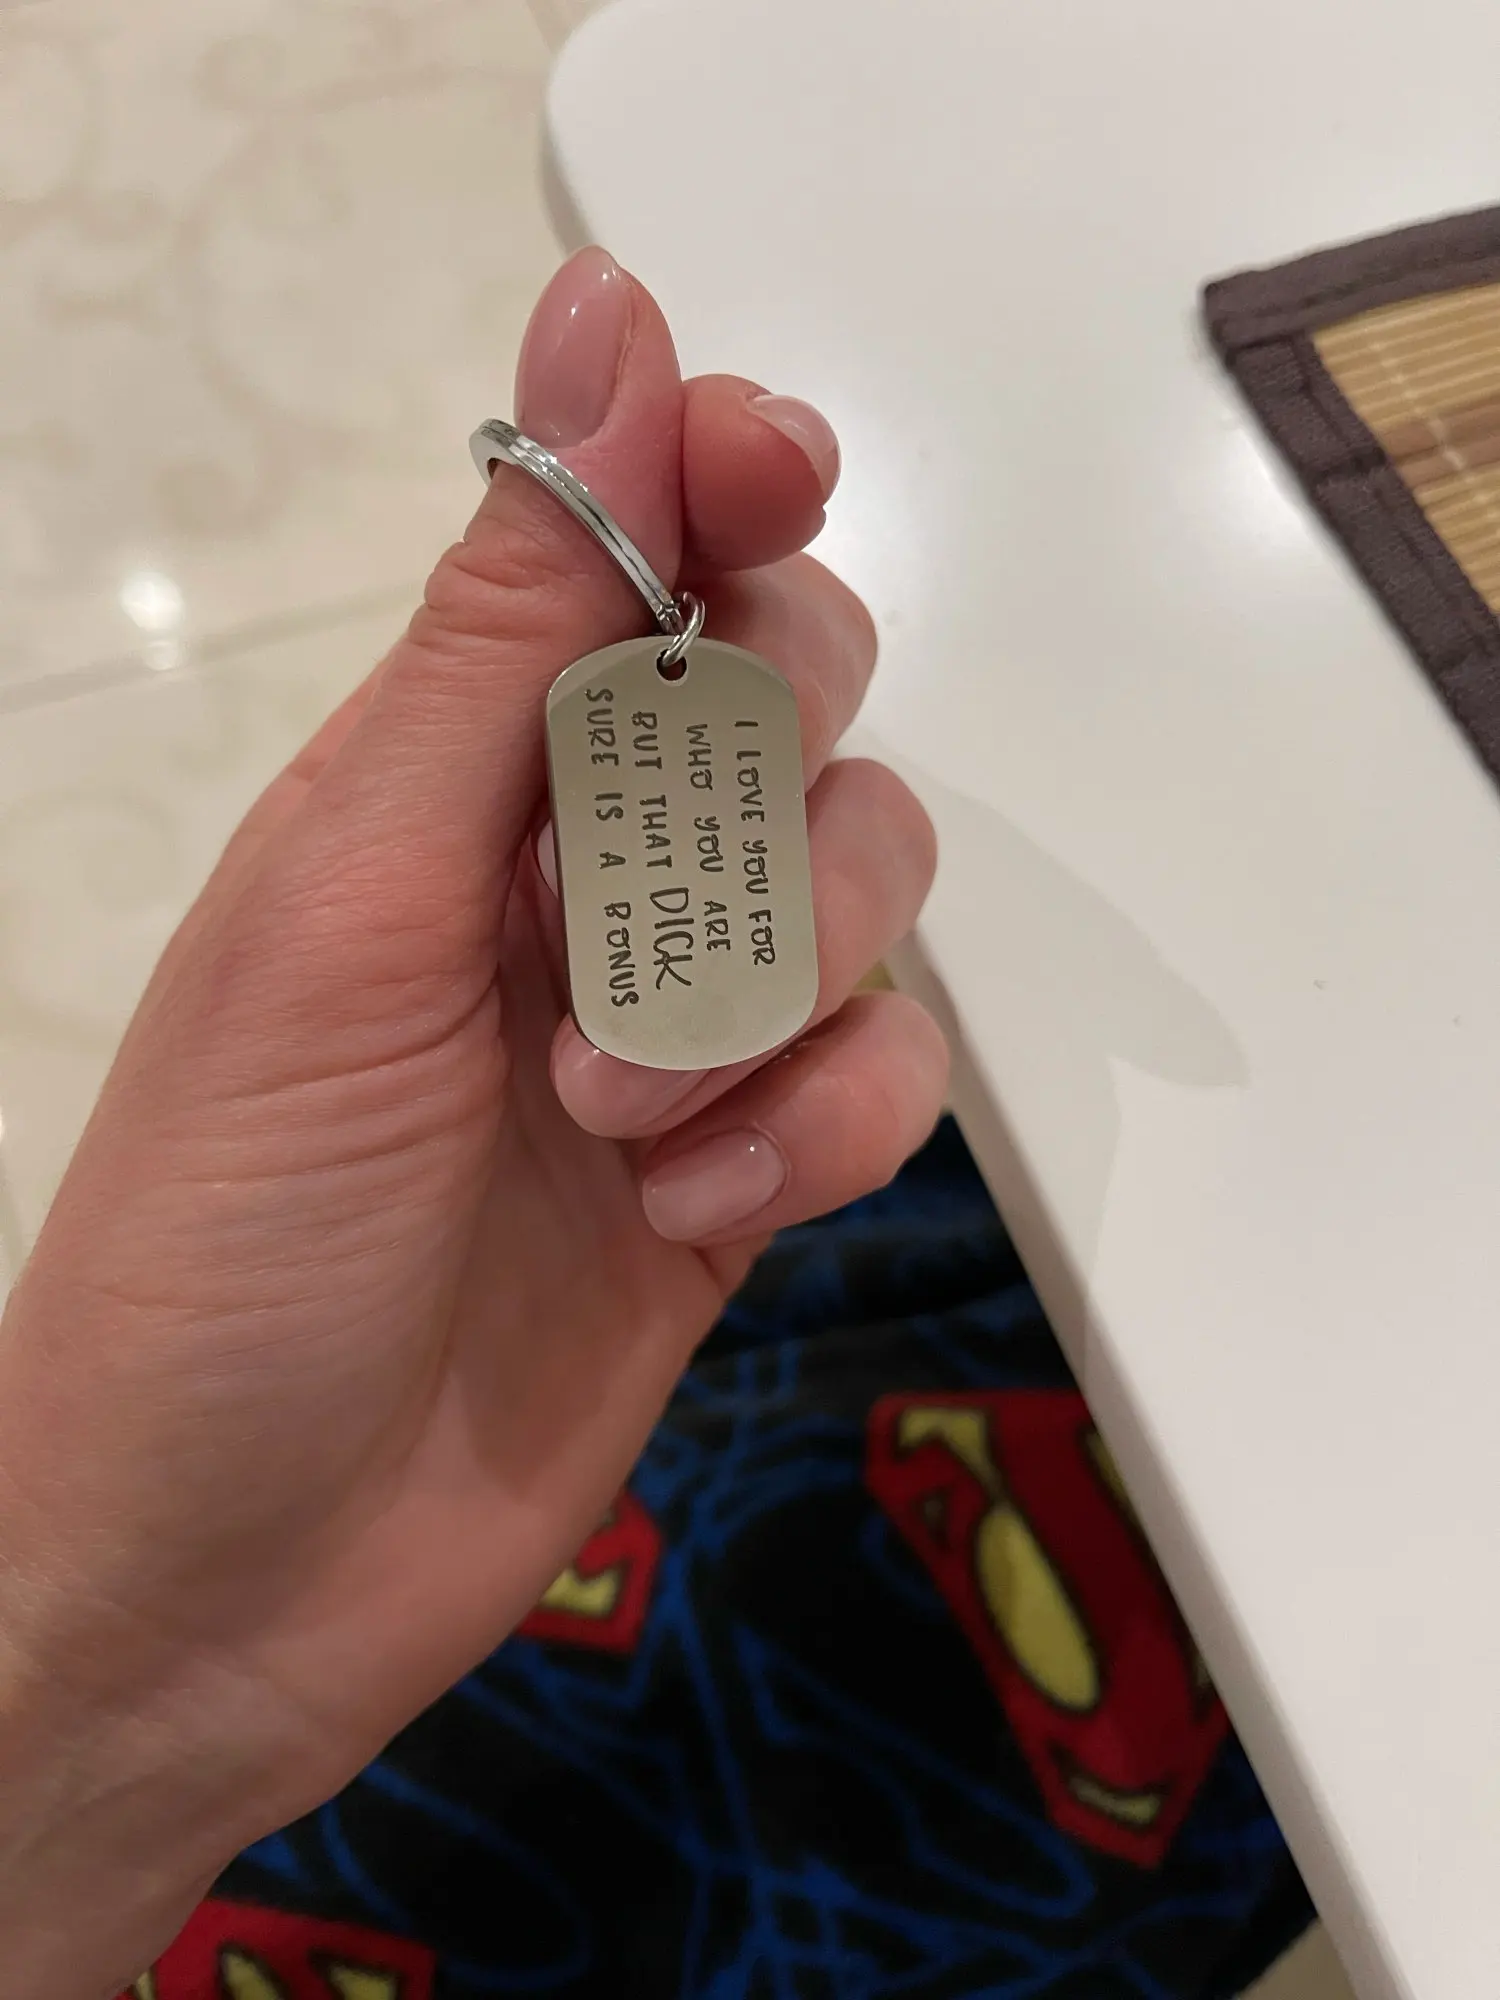 I LOVE YOU FOR
WHO YOU ARE
BUT THAT DICK
SURE IS A BONUS